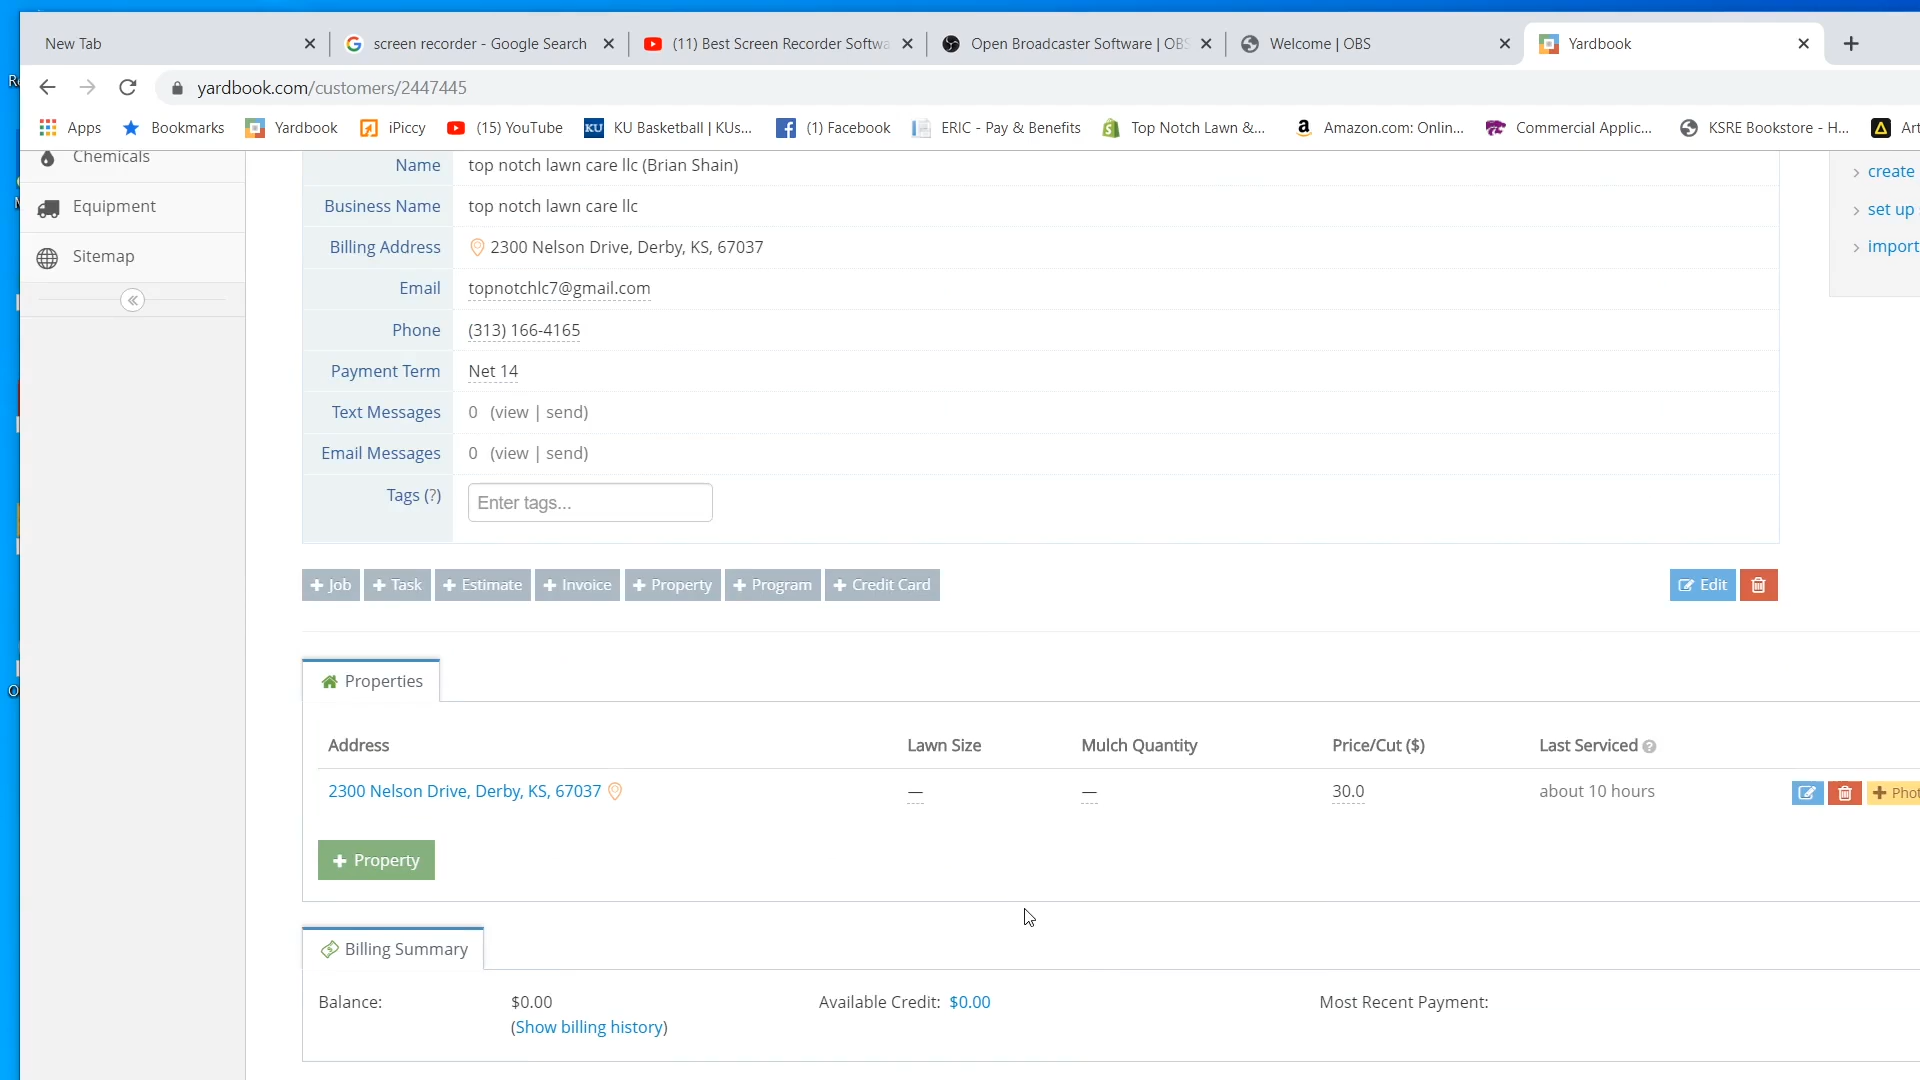 New Tab
screen recorder - Google Search
(11) Best Screen Recorder Softwa
Open Broadcaster Software | OBS
Welcome | OBS
Yardbook
yardbook.com/customers/2447445
Apps
Bookmarks
Yardbook
iPiccy
(15) YouTube
KU Basketball | KUs...
(1) Facebook
ERIC - Pay & Benefits
Top Notch Lawn &...
Amazon.com: Onlin...
Commercial Applic...
KSRE Bookstore - H...
Art
Chemicals
Equipment
Sitemap
Name top notch lawn care llc (Brian Shain)
Business Name top notch lawn care llc
Billing Address 2300 Nelson Drive, Derby, KS, 67037
Email topnotchlc7@gmail.com
Phone (313) 166-4165
Payment Term Net 14
Text Messages 0 (view | send)
Email Messages 0 (view | send)
Tags (?) Enter tags...
create
set up
import
+ Job + Task + Estimate + Invoice + Property + Program + Credit Card Edit
Properties
Address Lawn Size Mulch Quantity Price/Cut ($) Last Serviced ?
2300 Nelson Drive, Derby, KS, 67037 — — 30.0 about 10 hours + Phot
+ Property
Billing Summary
Balance: $0.00 Available Credit: $0.00 Most Recent Payment:
(Show billing history)